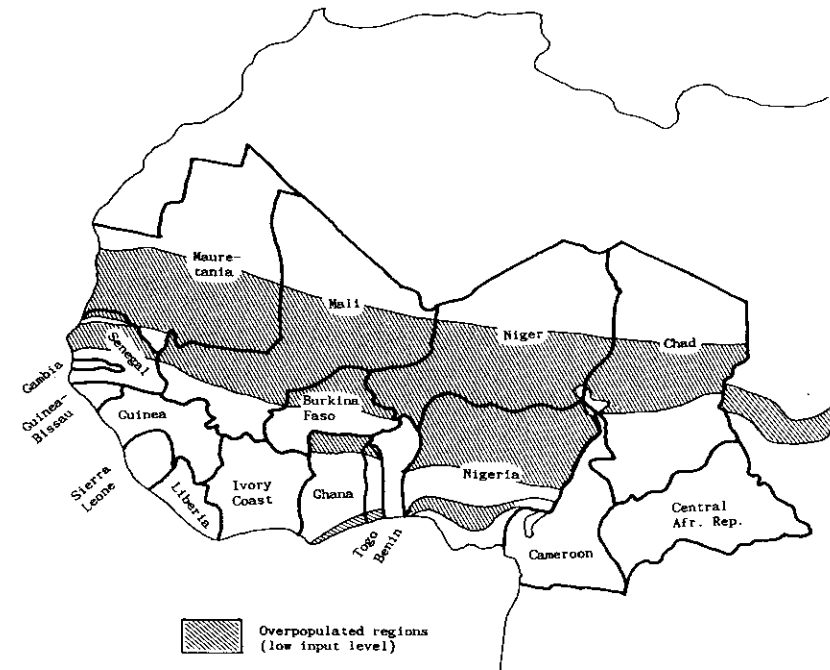 Maure-
tania
Mali
Niger
Chad
Senegal
Gambia
Guinea-
Bissau
Burkina
Faso
Guinea
Nigeria
Sierra
Leone
Liberia
Ivory
Coast
Ghana
Togo
Benin
Central
Afr. Rep.
Cameroon
Overpopulated regions
(low input level)